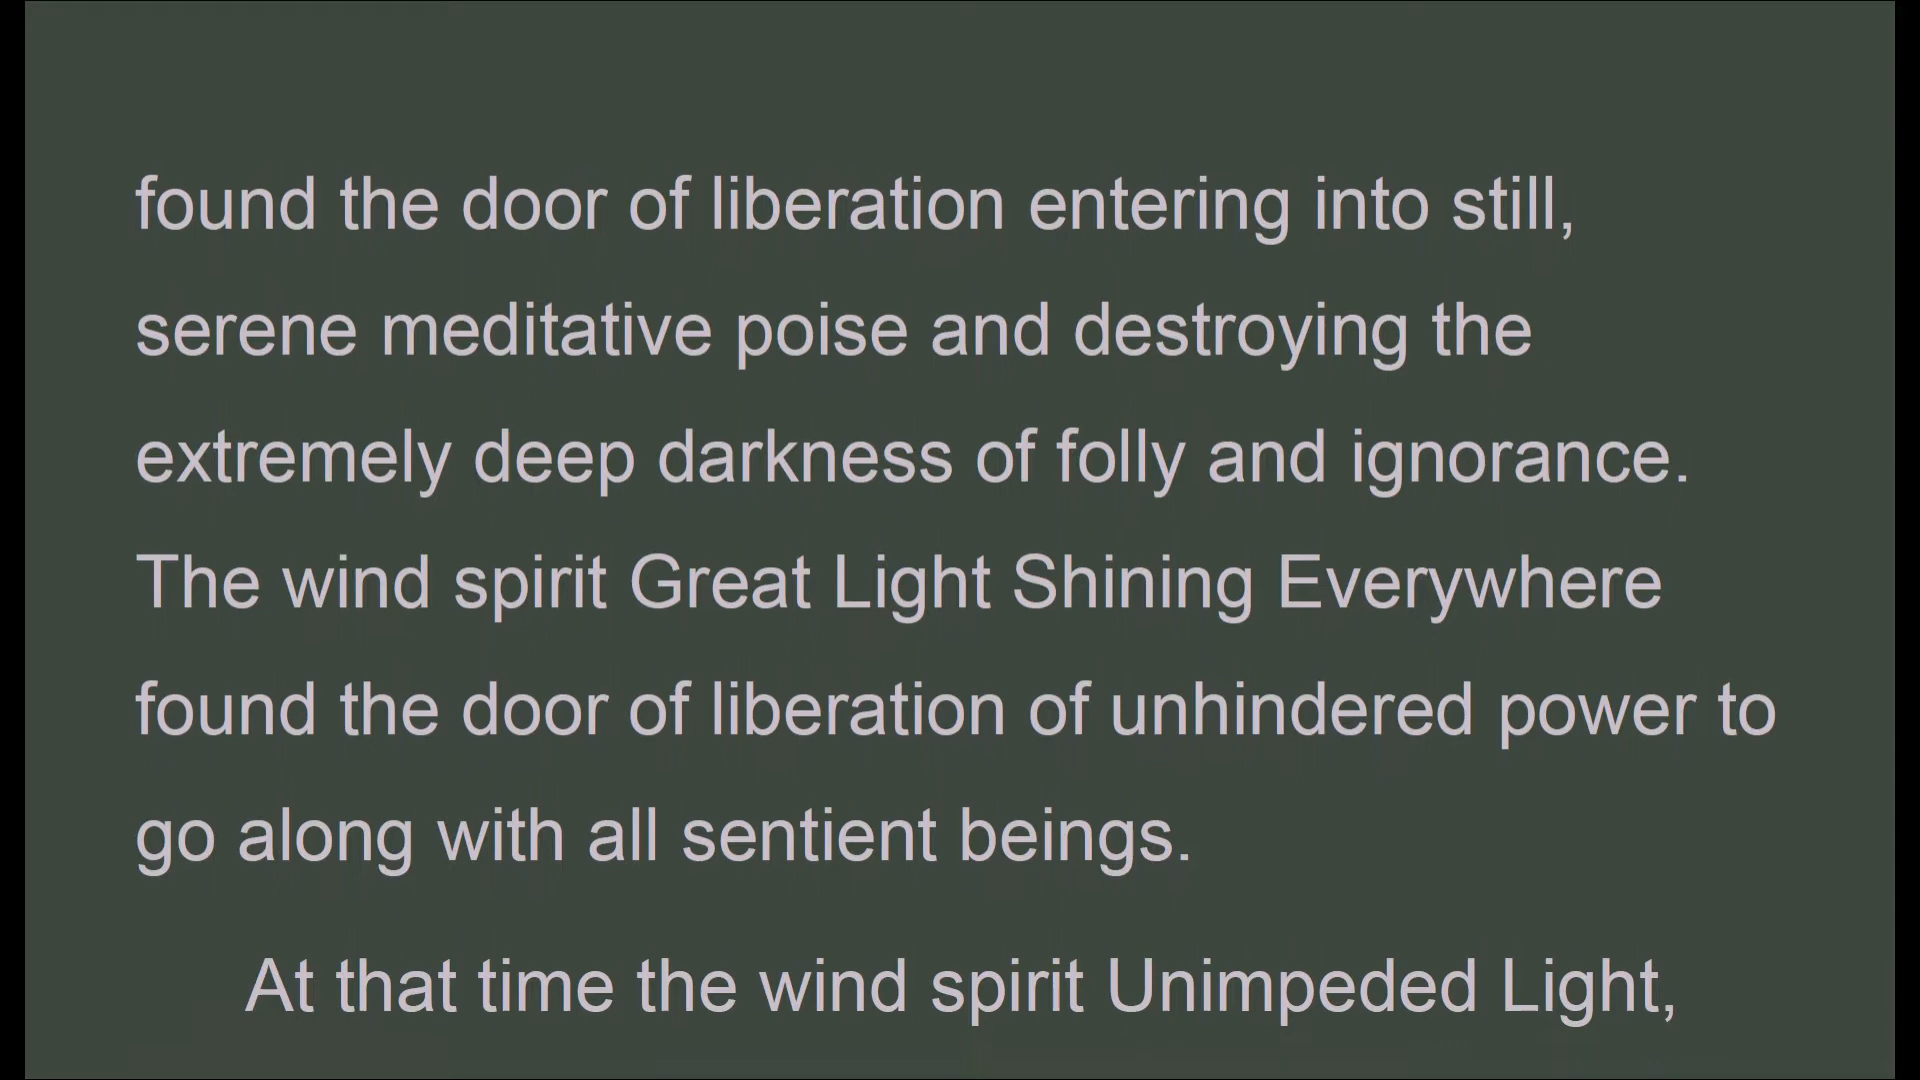 found the door of liberation entering into still,
serene meditative poise and destroying the
extremely deep darkness of folly and ignorance.
The wind spirit Great Light Shining Everywhere
found the door of liberation of unhindered power to
go along with all sentient beings.
At that time the wind spirit Unimpeded Light,